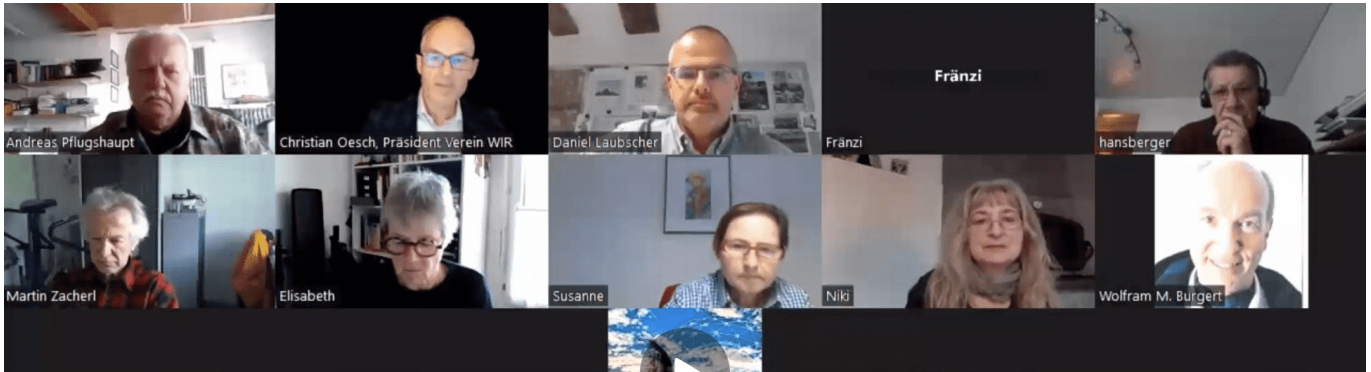 Fränzi
Andreas Pflugshaupt
Christian Oesch, Präsident Verein WIR
Daniel Laubscher
Fränzi
hansberger
Martin Zacherl
Elisabeth
Susanne
Niki
Wolfram M. Burgert